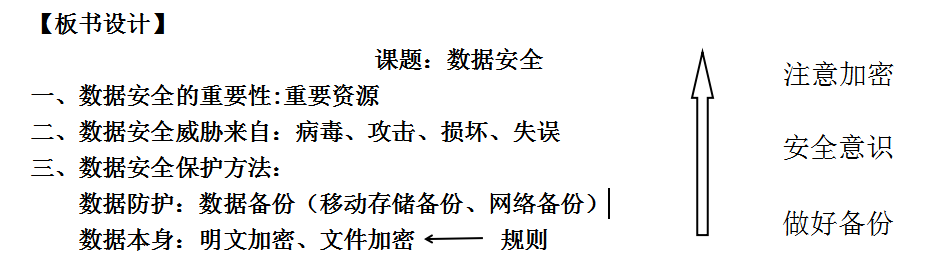 【板书设计】
课题：数据安全
一、数据安全的重要性:重要资源
二、数据安全威胁来自：病毒、攻击、损坏、失误
三、数据安全保护方法：
数据防护：数据备份（移动存储备份、网络备份）
数据本身：明文加密、文件加密 规则
注意加密
安全意识
做好备份